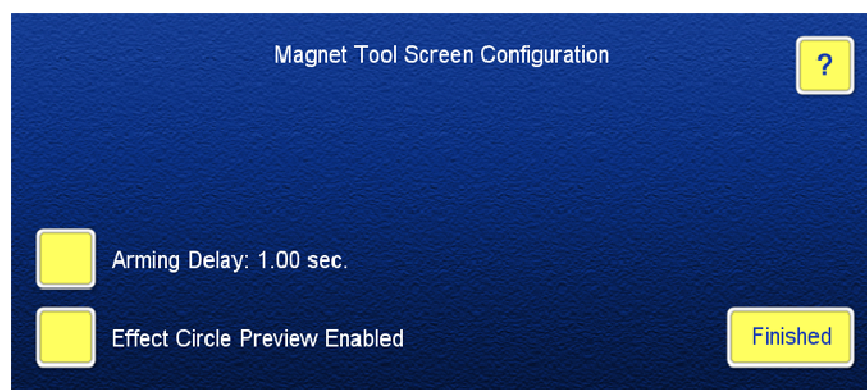 Magnet Tool Screen Configuration
?
Arming Delay: 1.00 sec.
Effect Circle Preview Enabled
Finished